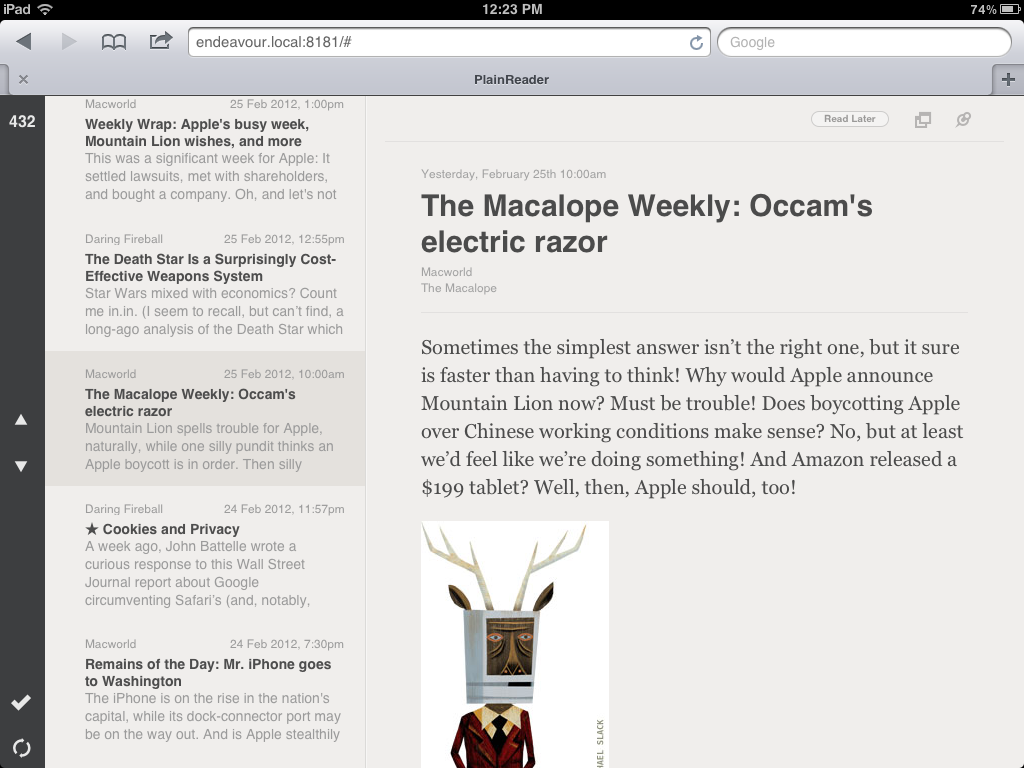 iPad 12:23 PM 74%
endeavour.local:8181/# Google
PlainReader
432
Macworld 25 Feb 2012, 1:00pm
Weekly Wrap: Apple's busy week,
Mountain Lion wishes, and more
This was a significant week for Apple: It
settled lawsuits, met with shareholders,
and bought a company. Oh, and let's not
Daring Fireball 25 Feb 2012, 12:55pm
The Death Star Is a Surprisingly Cost-
Effective Weapons System
Star Wars mixed with economics? Count
me in.in. (I seem to recall, but can’t find, a
long-ago analysis of the Death Star which
Macworld 25 Feb 2012, 10:00am
The Macalope Weekly: Occam's
electric razor
Mountain Lion spells trouble for Apple,
naturally, while one silly pundit thinks an
Apple boycott is in order. Then silly
Daring Fireball 24 Feb 2012, 11:57pm
★ Cookies and Privacy
A week ago, John Battelle wrote a
curious response to this Wall Street
Journal report about Google
circumventing Safari’s (and, notably,
Macworld 24 Feb 2012, 7:30pm
Remains of the Day: Mr. iPhone goes
to Washington
The iPhone is on the rise in the nation's
capital, while its dock-connector port may
be on the way out. And is Apple stealthily
Read Later
Yesterday, February 25th 10:00am
The Macalope Weekly: Occam's
electric razor
Macworld
The Macalope
Sometimes the simplest answer isn’t the right one, but it sure
is faster than having to think! Why would Apple announce
Mountain Lion now? Must be trouble! Does boycotting Apple
over Chinese working conditions make sense? No, but at least
we’d feel like we’re doing something! And Amazon released a
$199 tablet? Well, then, Apple should, too!
SLACK